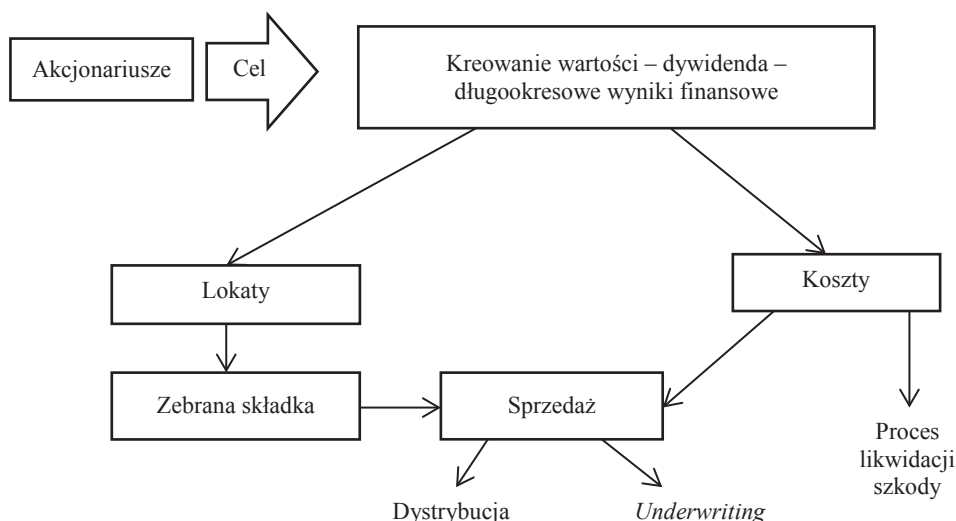 Akcjonariusze
Cel
Kreowanie wartości – dywidenda –
długookresowe wyniki finansowe
Lokaty
Koszty
Zebrana składka
Sprzedaż
Proces
likwidacji
szkody
Dystrybucja
Underwriting